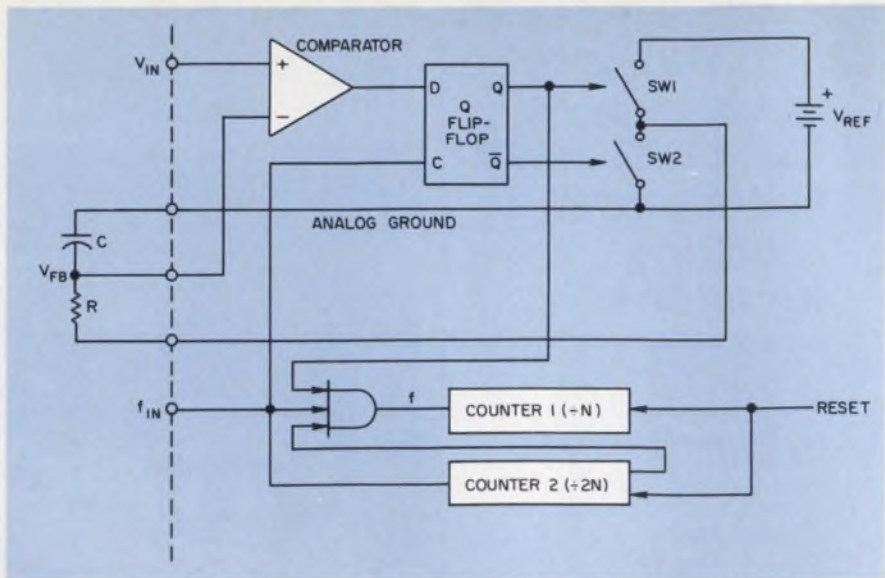 COMPARATOR
V_IN
+
−
D Q
Q
FLIP-
FLOP
C Q̄
SW1
SW2
+
V_REF
ANALOG GROUND
C
V_FB
R
f_IN
f
COUNTER 1 (÷N)
RESET
COUNTER 2 (÷2N)